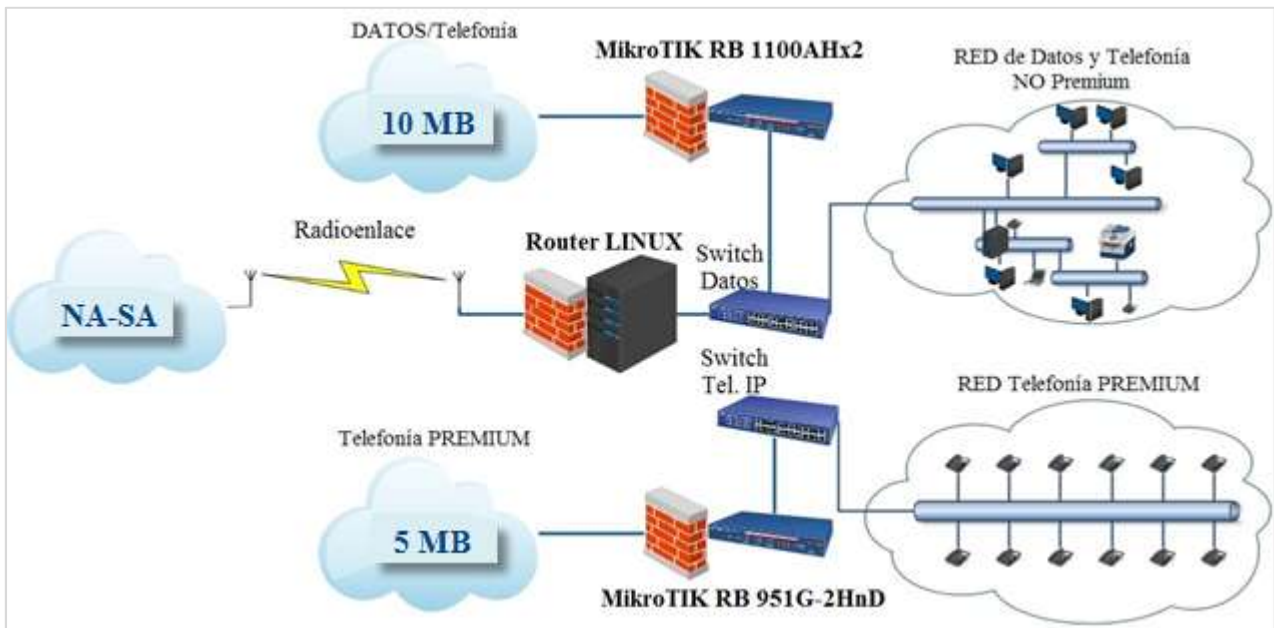 DATOS/Telefonía
10 MB
MikroTIK RB 1100AHx2
RED de Datos y Telefonía
NO Premium
Radioenlace
NA-SA
Router LINUX
Switch
Datos
Switch
Tel. IP
RED Telefonía PREMIUM
Telefonía PREMIUM
5 MB
MikroTIK RB 951G-2HnD